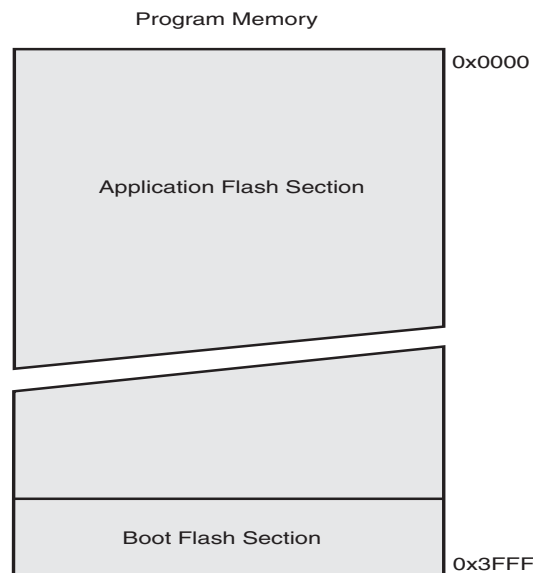 Program Memory
0x0000
Application Flash Section
Boot Flash Section
0x3FFF